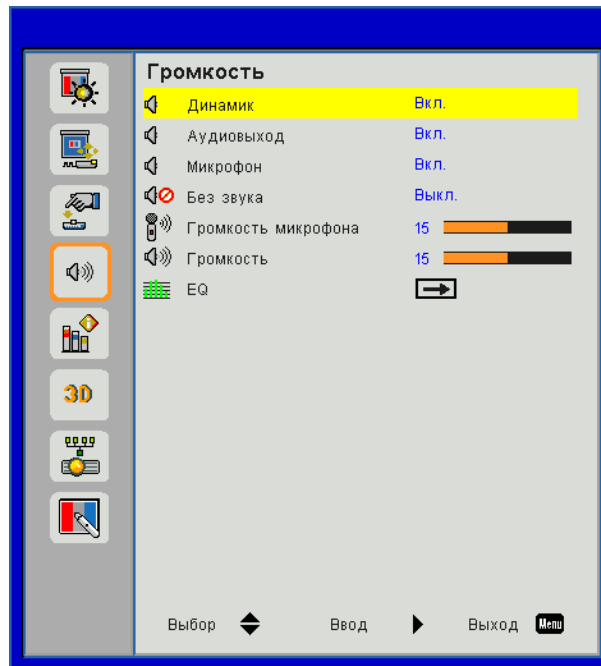 Громкость
Динамик Вкл.
Аудиовыход Вкл.
Микрофон Вкл.
Без звука Выкл.
Громкость микрофона 15
Громкость 15
EQ
3D
Выбор Ввод Выход Menu